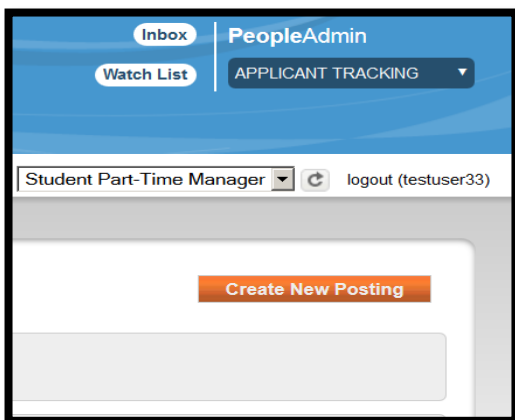 Inbox PeopleAdmin
Watch List APPLICANT TRACKING
Student Part-Time Manager logout (testuser33)
Create New Posting